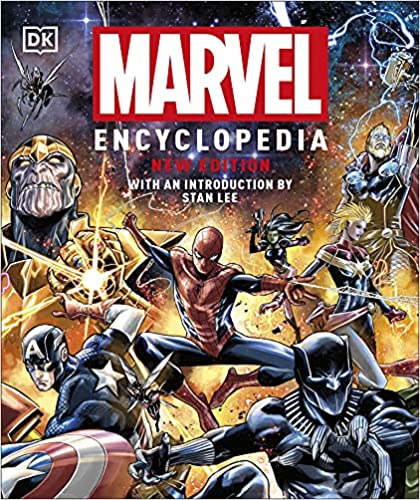 DK
MARVEL
ENCYCLOPEDIA
NEW EDITION
WITH AN INTRODUCTION BY
STAN LEE